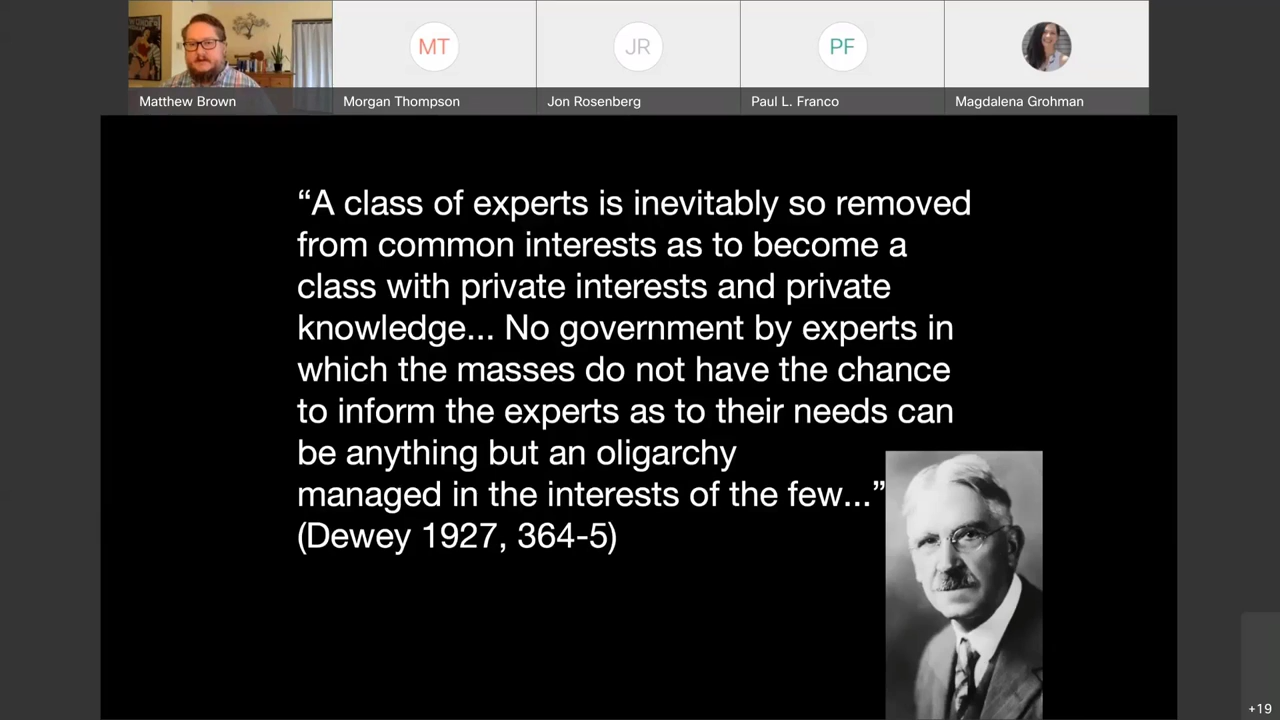 MT
JR
PF
Matthew Brown
Morgan Thompson
Jon Rosenberg
Paul L. Franco
Magdalena Grohman
“A class of experts is inevitably so removed
from common interests as to become a
class with private interests and private
knowledge... No government by experts in
which the masses do not have the chance
to inform the experts as to their needs can
be anything but an oligarchy
managed in the interests of the few...”
(Dewey 1927, 364-5)
+19